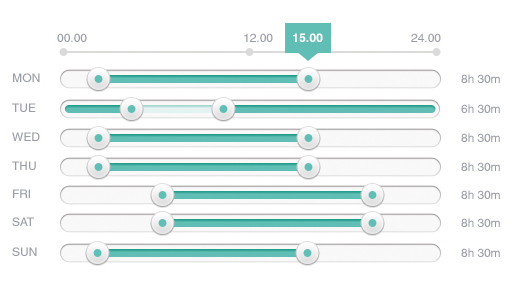 00.00 12.00 15.00 24.00
MON 8h 30m
TUE 6h 30m
WED 8h 30m
THU 8h 30m
FRI 8h 30m
SAT 8h 30m
SUN 8h 30m